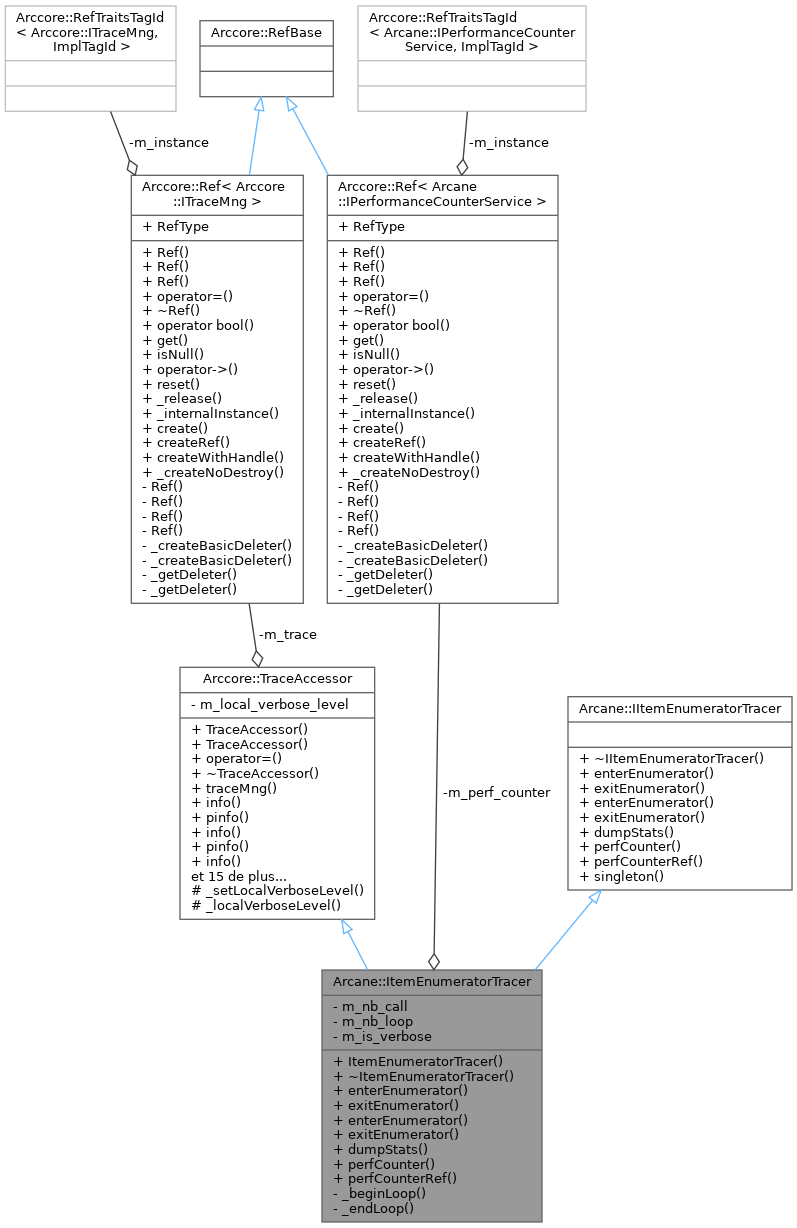 Arccore::RefTraitsTagId
< Arccore::ITraceMng,
ImplTagId >
Arccore::RefBase
Arccore::RefTraitsTagId
< Arcane::IPerformanceCounter
Service, ImplTagId >
-m_instance
-m_instance
Arccore::Ref< Arccore
::ITraceMng >
+ RefType
+ Ref()
+ Ref()
+ Ref()
+ operator=()
+ ~Ref()
+ operator bool()
+ get()
+ isNull()
+ operator->()
+ reset()
+ _release()
+ _internalInstance()
+ create()
+ createRef()
+ createWithHandle()
+ _createNoDestroy()
- Ref()
- Ref()
- Ref()
- Ref()
- _createBasicDeleter()
- _createBasicDeleter()
- _getDeleter()
- _getDeleter()
Arccore::Ref< Arcane
::IPerformanceCounterService >
+ RefType
+ Ref()
+ Ref()
+ Ref()
+ operator=()
+ ~Ref()
+ operator bool()
+ get()
+ isNull()
+ operator->()
+ reset()
+ _release()
+ _internalInstance()
+ create()
+ createRef()
+ createWithHandle()
+ _createNoDestroy()
- Ref()
- Ref()
- Ref()
- Ref()
- _createBasicDeleter()
- _createBasicDeleter()
- _getDeleter()
- _getDeleter()
-m_trace
Arccore::TraceAccessor
- m_local_verbose_level
+ TraceAccessor()
+ TraceAccessor()
+ operator=()
+ ~TraceAccessor()
+ traceMng()
+ info()
+ pinfo()
+ info()
+ pinfo()
+ info()
et 15 de plus...
# _setLocalVerboseLevel()
# _localVerboseLevel()
-m_perf_counter
Arcane::IItemEnumeratorTracer
+ ~IItemEnumeratorTracer()
+ enterEnumerator()
+ exitEnumerator()
+ enterEnumerator()
+ exitEnumerator()
+ dumpStats()
+ perfCounter()
+ perfCounterRef()
+ singleton()
Arcane::ItemEnumeratorTracer
- m_nb_call
- m_nb_loop
- m_is_verbose
+ ItemEnumeratorTracer()
+ ~ItemEnumeratorTracer()
+ enterEnumerator()
+ exitEnumerator()
+ enterEnumerator()
+ exitEnumerator()
+ dumpStats()
+ perfCounter()
+ perfCounterRef()
- _beginLoop()
- _endLoop()